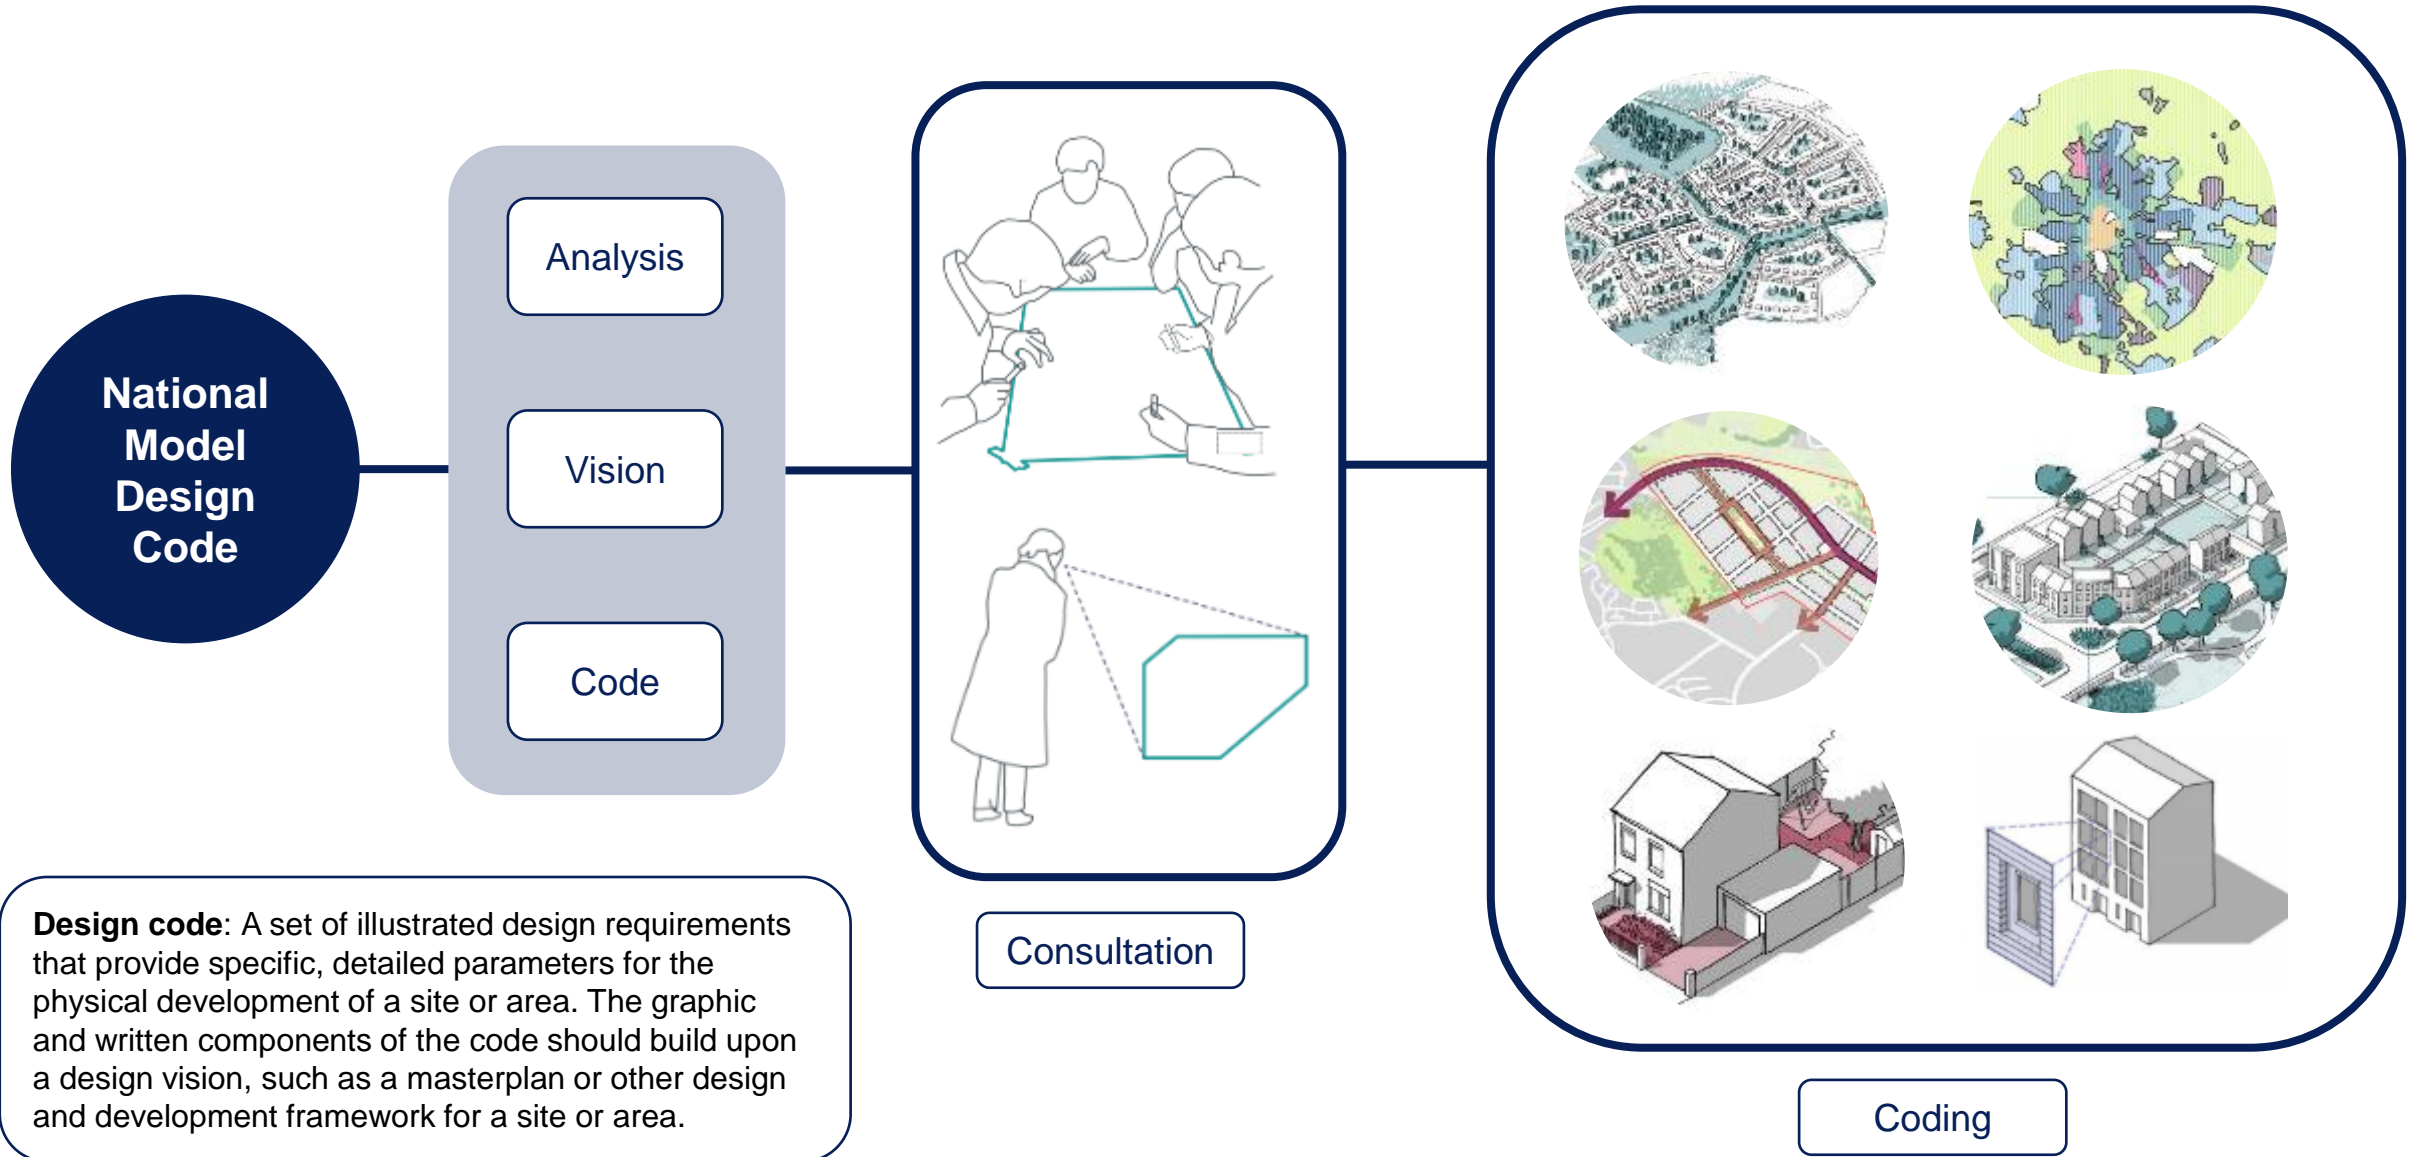 National
Model
Design
Code
Analysis
Vision
Code
Design code: A set of illustrated design requirements
that provide specific, detailed parameters for the
physical development of a site or area. The graphic
and written components of the code should build upon
a design vision, such as a masterplan or other design
and development framework for a site or area.
Consultation
Coding